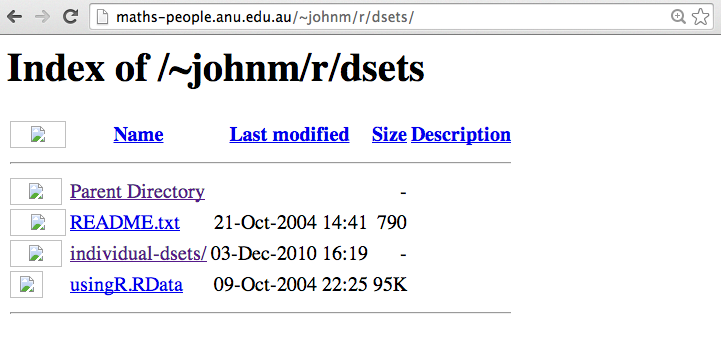 maths-people.anu.edu.au/~johnm/r/dsets/
Index of /~johnm/r/dsets
Name Last modified Size Description
Parent Directory -
README.txt 21-Oct-2004 14:41 790
individual-dsets/ 03-Dec-2010 16:19 -
usingR.RData 09-Oct-2004 22:25 95K